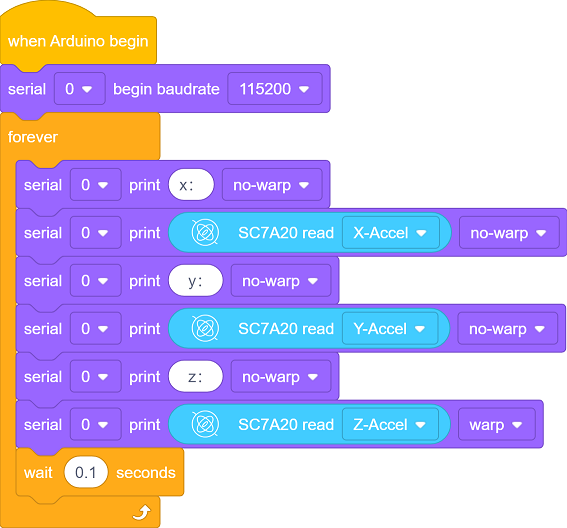 when Arduino begin
serial 0 begin baudrate 115200
forever
serial 0 print x: no-warp
serial 0 print SC7A20 read X-Accel no-warp
serial 0 print y: no-warp
serial 0 print SC7A20 read Y-Accel no-warp
serial 0 print z: no-warp
serial 0 print SC7A20 read Z-Accel warp
wait 0.1 seconds